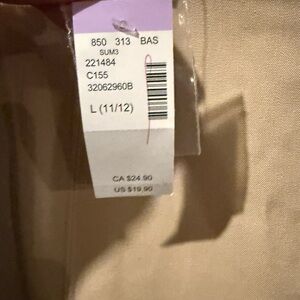 850 313 BAS
SUM3
221484
C155
32062960B
L (11/12)
CA $24.90
US $19.90